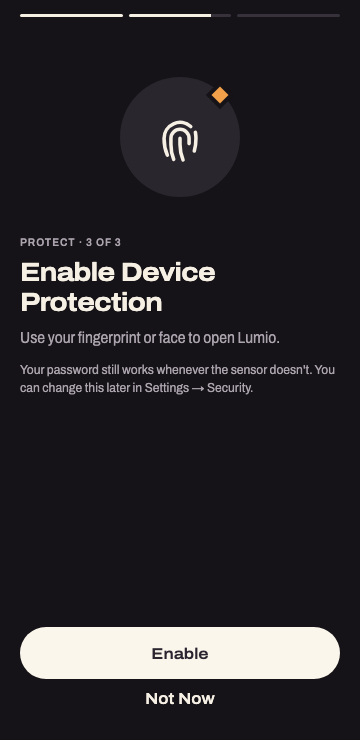 PROTECT · 3 OF 3
Enable Device
Protection
Use your fingerprint or face to open Lumio.
Your password still works whenever the sensor doesn't. You
can change this later in Settings → Security.
Enable
Not Now